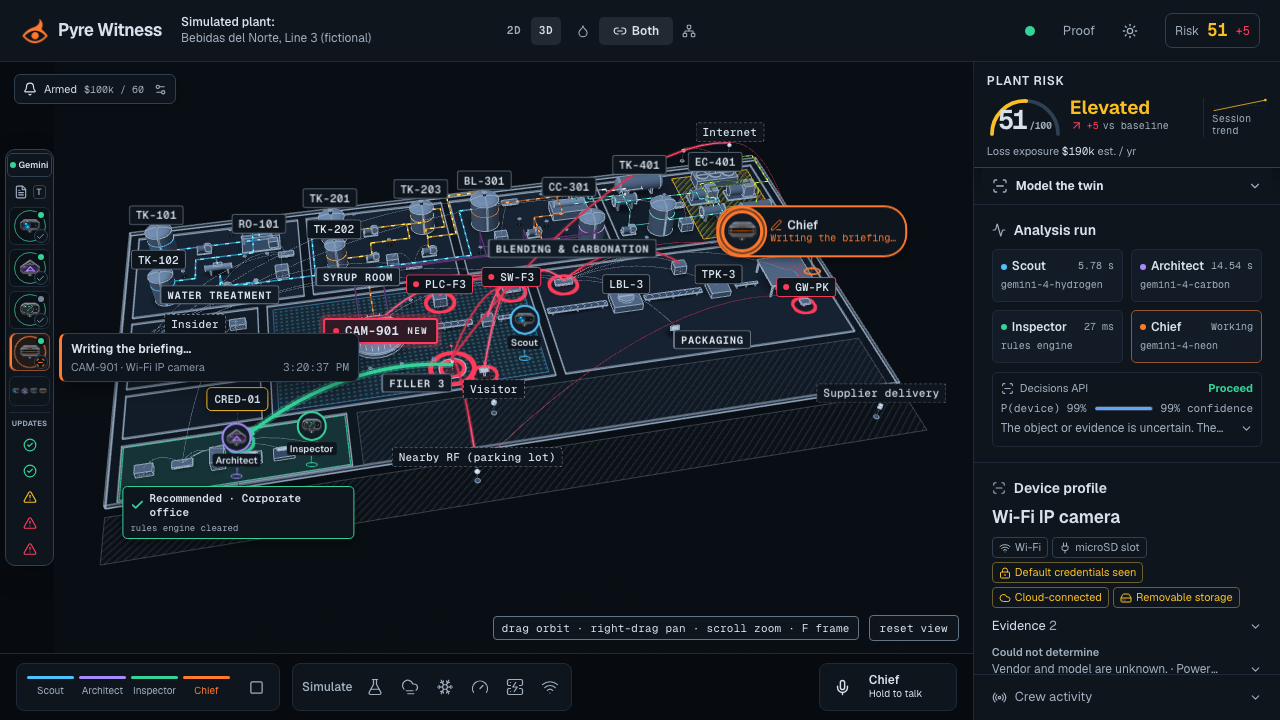 Pyre Witness
Simulated plant:
Bebidas del Norte, Line 3 (fictional)
2D
3D
Both
Proof
Risk 51 +5
Armed $100k / 60
Gemini
T
UPDATES
Internet
TK-401
EC-401
BL-301
CC-301
TK-203
TK-201
TK-101
RO-101
TK-202
TK-102
BLENDING & CARBONATION
SYRUP ROOM
WATER TREATMENT
PLC-F3
SW-F3
LBL-3
TPK-3
GW-PK
Insider
CAM-901 NEW
Scout
PACKAGING
Chief
Writing the briefing…
Writing the briefing…
CAM-901 · Wi-Fi IP camera 3:20:37 PM
FILLER 3
Visitor
CRED-01
Supplier delivery
Architect
Inspector
Nearby RF (parking lot)
Recommended · Corporate
office
rules engine cleared
drag orbit · right-drag pan · scroll zoom · F frame
reset view
Scout
Architect
Inspector
Chief
Simulate
Chief
Hold to talk
PLANT RISK
51 /100
Elevated
+5 vs baseline
Session
trend
Loss exposure $190k est. / yr
Model the twin
Analysis run
Scout 5.78 s
gemini-4-hydrogen
Architect 14.54 s
gemini-4-carbon
Inspector 27 ms
rules engine
Chief Working
gemini-4-neon
Decisions API Proceed
P(device) 99% 99% confidence
The object or evidence is uncertain. The…
Device profile
Wi-Fi IP camera
Wi-Fi
microSD slot
Default credentials seen
Cloud-connected
Removable storage
Evidence 2
Could not determine
Vendor and model are unknown. · Power…
Crew activity